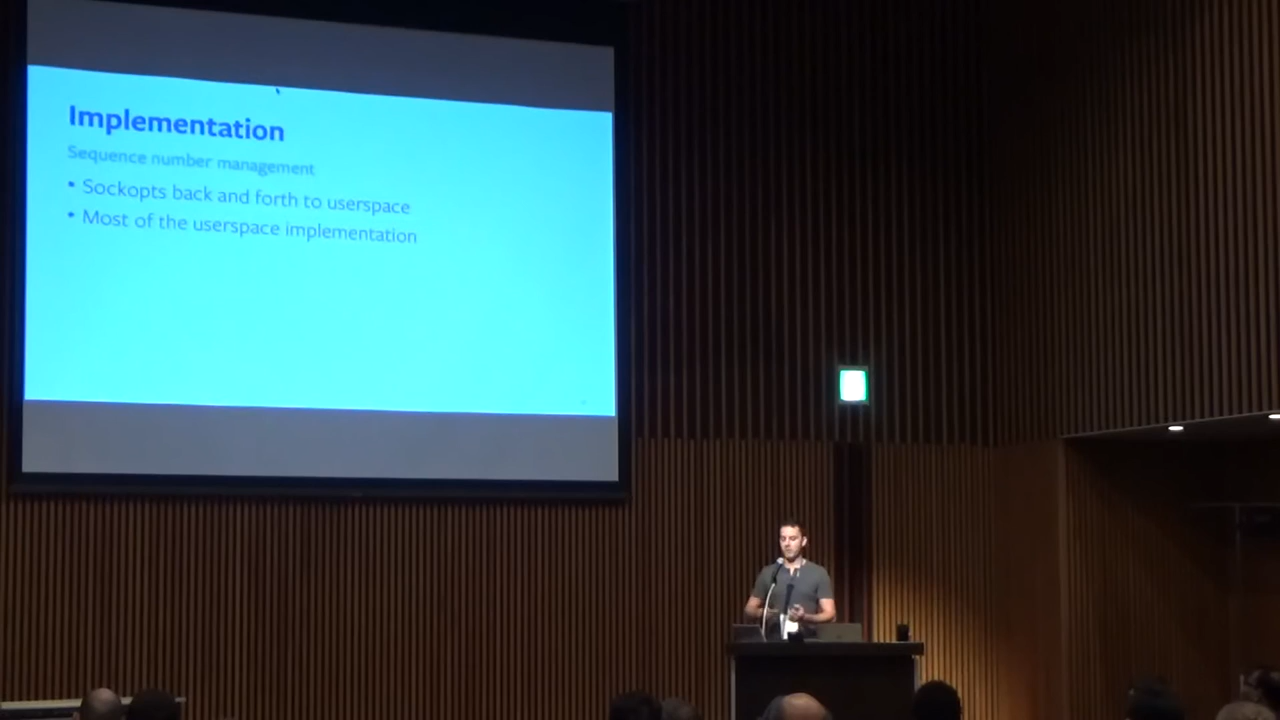 Implementation
Sequence number management
• Sockopts back and forth to userspace
• Most of the userspace implementation